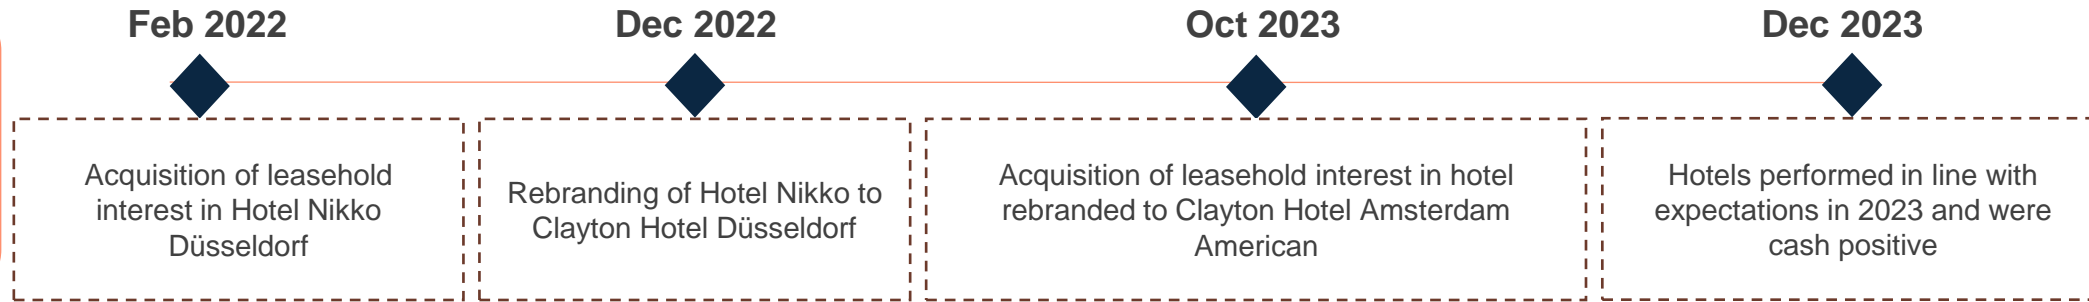 Feb 2022
Dec 2022
Oct 2023
Dec 2023
Acquisition of leasehold
interest in Hotel Nikko
Düsseldorf
Rebranding of Hotel Nikko to
Clayton Hotel Düsseldorf
Acquisition of leasehold interest in hotel
rebranded to Clayton Hotel Amsterdam
American
Hotels performed in line with
expectations in 2023 and were
cash positive